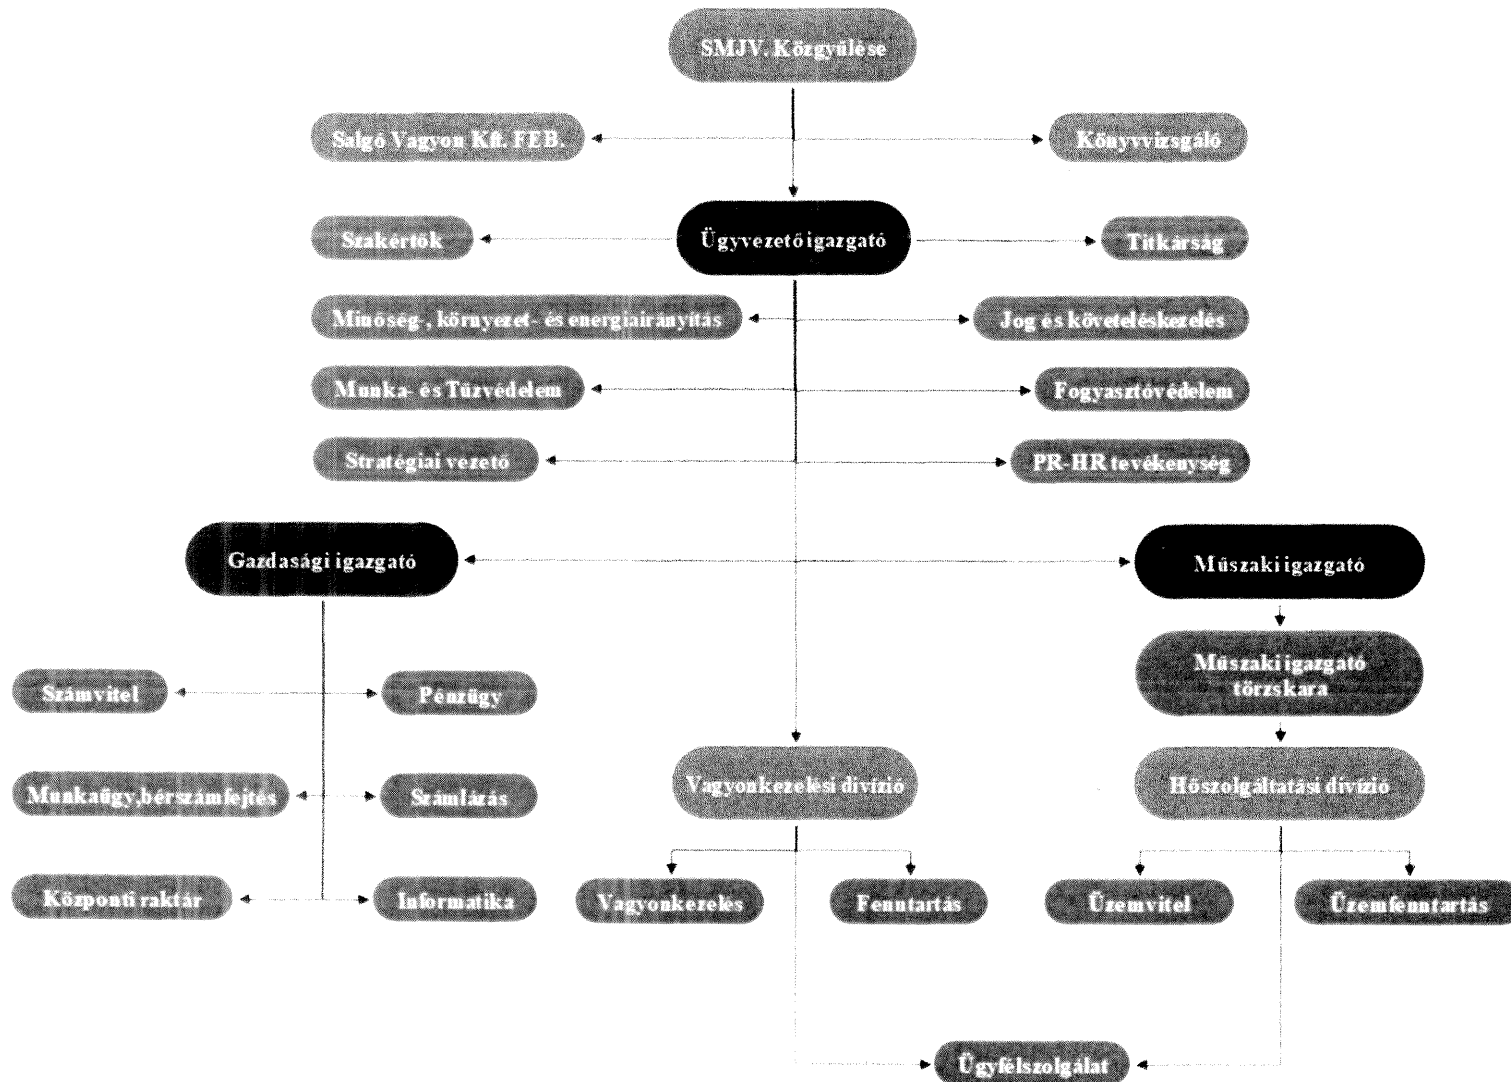 SMJV. Közgyűlése
Salgó Vagyon Kft. FEB.
Könyvvizsgáló
Szakértők
Ügyvezető igazgató
Titkárság
Minőség-, környezet- és energiairányítás
Jog és követeléskezelés
Munka- és Tűzvédelem
Fogyasztóvédelem
Stratégiai vezető
PR-HR tevékenység
Gazdasági igazgató
Műszaki igazgató
Műszaki igazgató
törzskara
Számvitel
Pénzügy
Vagyonkezelési divízió
Hőszolgáltatási divízió
Munkaügy,bérszámfejtés
Számlázás
Központi raktár
Informatika
Vagyonkezelés
Fenntartás
Üzemvitel
Üzemfenntartás
Ügyfélszolgálat